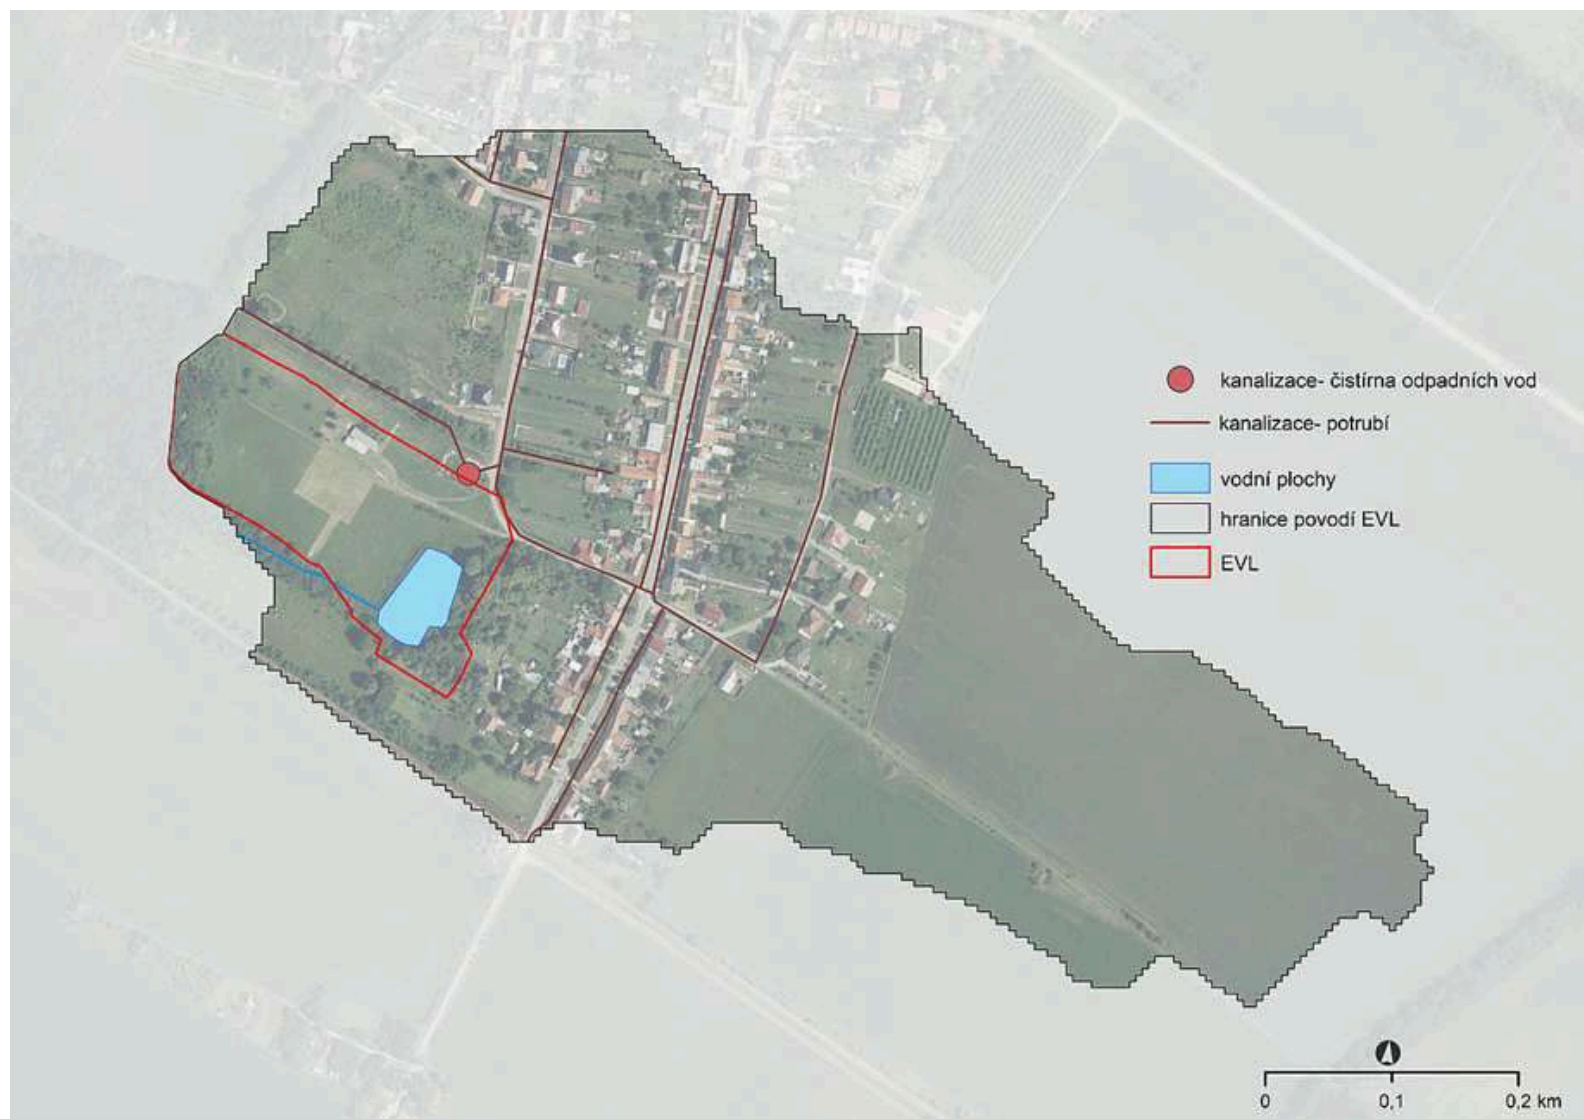 kanalizace- čistírna odpadních vod
kanalizace- potrubí
vodní plochy
hranice povodí EVL
EVL
0 0,1 0,2 km